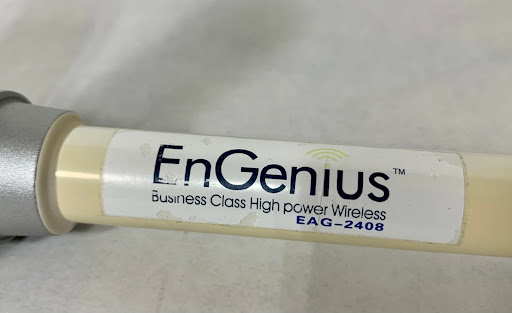 EnGenius™
Business Class High power Wireless
EAG-2408